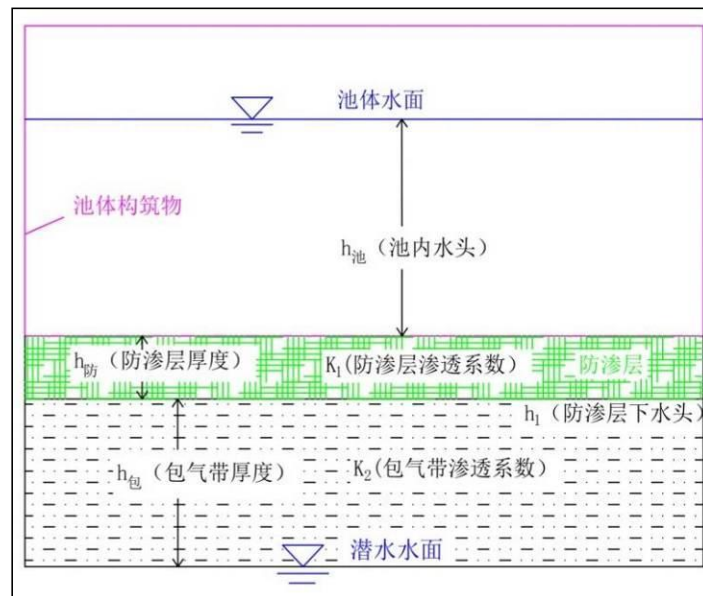 池体水面
池体构筑物
h池（池内水头）
h防（防渗层厚度） K1(防渗层渗透系数) 防渗层
h1(防渗层下水头)
h包（包气带厚度） K2(包气带渗透系数)
潜水水面